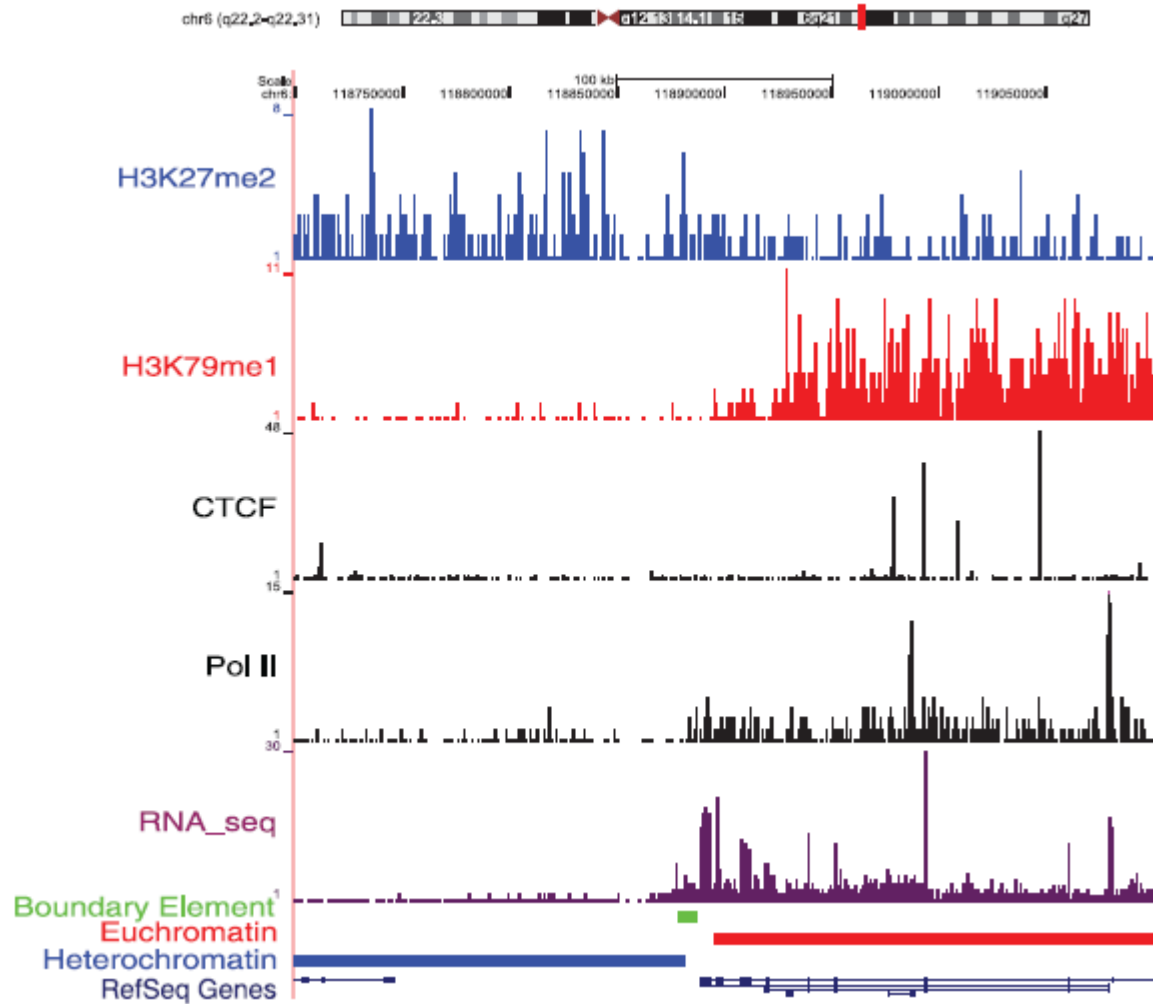 chr6 (q22.2-q22.31) 22.3 q12 13 14.1 15 6q21 q27
Scale 100 kb
chr6: 118750000 118800000 118850000 118900000 118950000 119000000 119050000
8
H3K27me2
1
11
H3K79me1
1
48
CTCF
1
15
Pol II
1
30
RNA_seq
1
Boundary Element
Euchromatin
Heterochromatin
RefSeq Genes